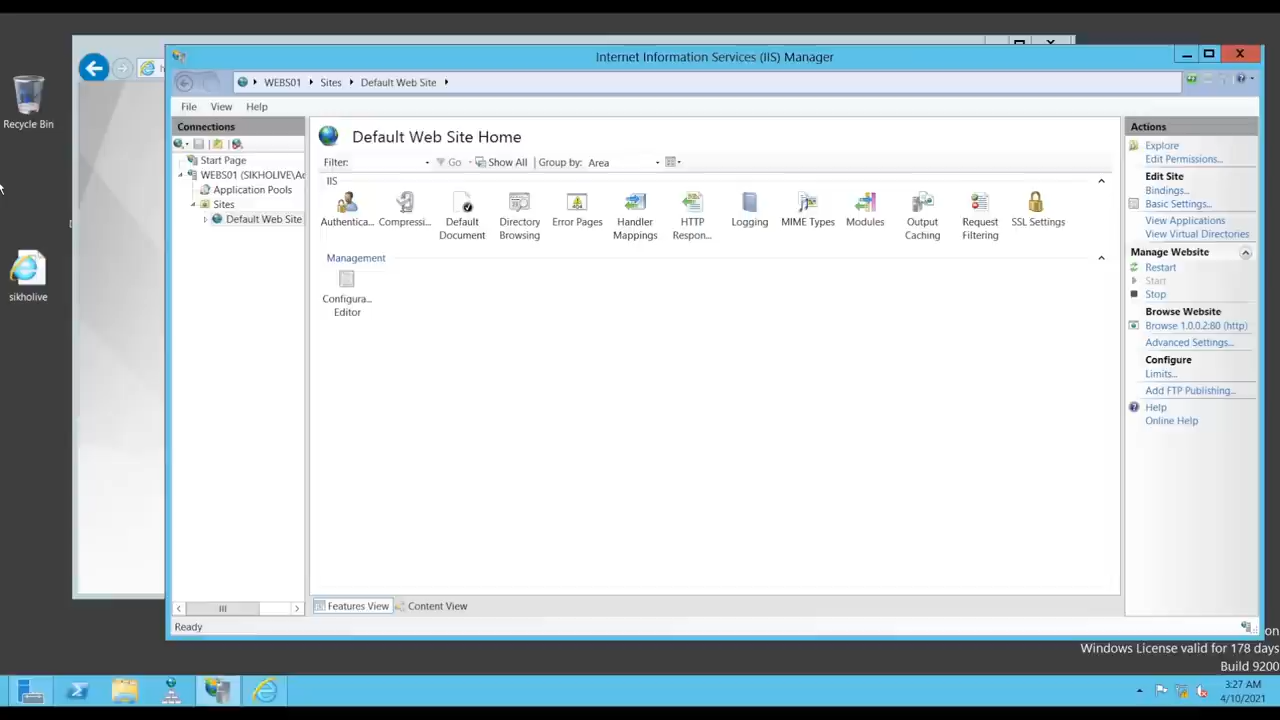 Internet Information Services (IIS) Manager
WEBS01 Sites Default Web Site
File View Help
Recycle Bin
sikholive
Connections
Start Page
WEBS01 (SIKHOLIVE\Ac
Application Pools
Sites
Default Web Site
Default Web Site Home
Filter: Go Show All Group by: Area
IIS
Authentica... Compressi... Default Document Directory Browsing Error Pages Handler Mappings HTTP Respon... Logging MIME Types Modules Output Caching Request Filtering SSL Settings
Management
Configura... Editor
Features View Content View
Ready
Actions
Explore
Edit Permissions...
Edit Site
Bindings...
Basic Settings...
View Applications
View Virtual Directories
Manage Website
Restart
Start
Stop
Browse Website
Browse 1.0.0.2:80 (http)
Advanced Settings...
Configure
Limits...
Add FTP Publishing...
Help
Online Help
on
Windows License valid for 178 days
Build 9200
3:27 AM
4/10/2021